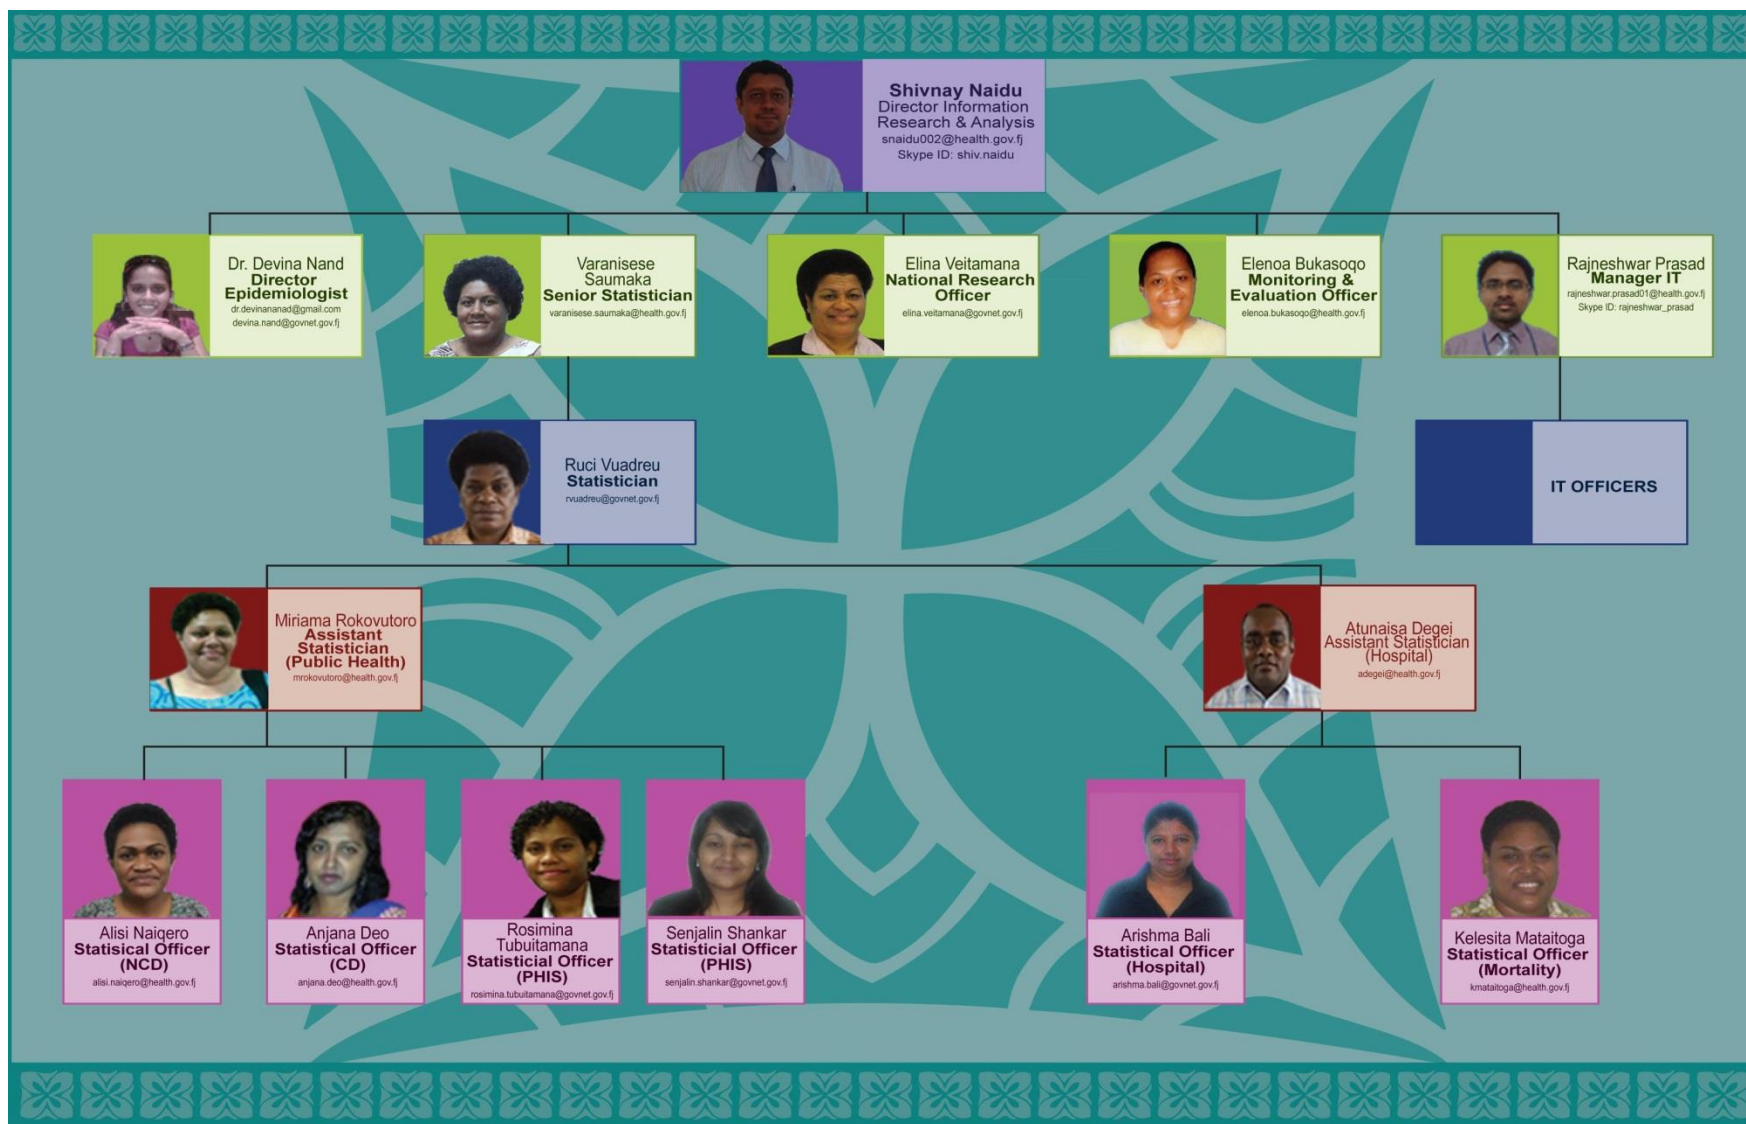 Shivnay Naidu
Director Information
Research & Analysis
snaidu002@health.gov.fj
Skype ID: shiv.naidu
Dr. Devina Nand
Director
Epidemiologist
dr.devinananad@gmail.com
devina.nand@govnet.gov.fj
Varanisese
Saumaka
Senior Statistician
varanisese.saumaka@health.gov.fj
Elina Veitamana
National Research
Officer
elina.veitamana@govnet.gov.fj
Elenoa Bukasoqo
Monitoring &
Evaluation Officer
elenoa.bukasoqo@health.gov.fj
Rajneshwar Prasad
Manager IT
rajneshwar.prasad01@health.gov.fj
Skype ID: rajneshwar_prasad
Ruci Vuadreu
Statistician
rvuadreu@govnet.gov.fj
IT OFFICERS
Miriama Rokovutoro
Assistant
Statistician
(Public Health)
mrokovutoro@health.gov.fj
Atunaisa Degei
Assistant Statistician
(Hospital)
adegei@health.gov.fj
Alisi Naiqero
Statisical Officer
(NCD)
alisi.naiqero@health.gov.fj
Anjana Deo
Statistical Officer
(CD)
anjana.deo@health.gov.fj
Rosimina
Tubuitamana
Statisticial Officer
(PHIS)
rosimina.tubuitamana@govnet.gov.fj
Senjalin Shankar
Statisticial Officer
(PHIS)
senjalin.shankar@govnet.gov.fj
Arishma Bali
Statistical Officer
(Hospital)
arishma.bali@govnet.gov.fj
Kelesita Mataitoga
Statistical Officer
(Mortality)
kmataitoga@health.gov.fj